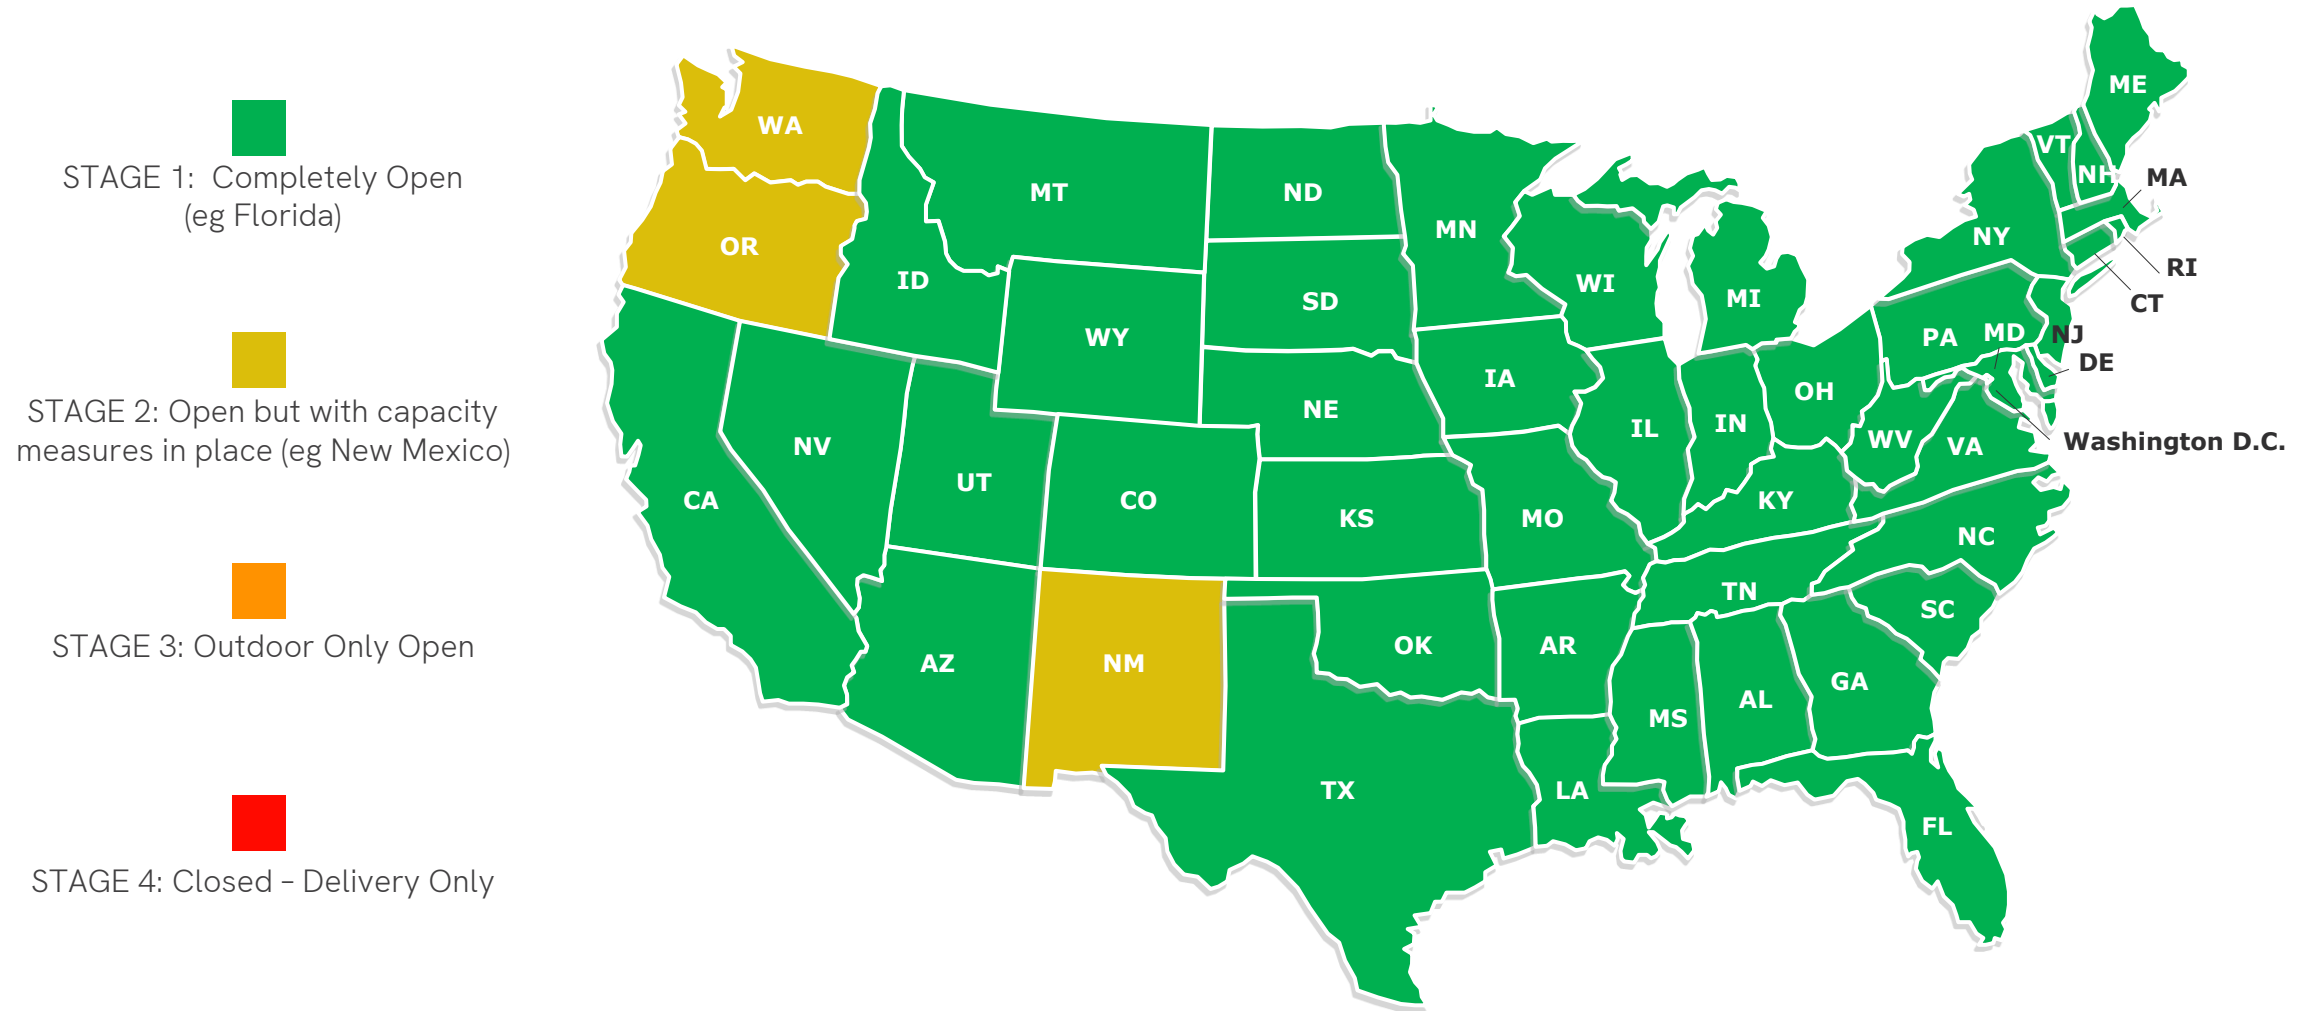 STAGE 1:  Completely Open
(eg Florida)
STAGE 2: Open but with capacity
measures in place (eg New Mexico)
STAGE 3: Outdoor Only Open
STAGE 4: Closed – Delivery Only
ME
WA
VT
NH
MA
MT
ND
MN
OR
NY
ID
WI
RI
SD
MI
CT
WY
PA
MD
NJ
DE
IA
NE
OH
NV
IL
IN
WV
VA
Washington D.C.
UT
CA
CO
KS
MO
KY
NC
TN
SC
AZ
NM
OK
AR
GA
MS
AL
TX
LA
FL